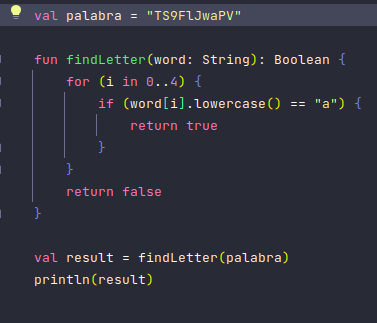 val palabra = "TS9FlJwaPV"
fun findLetter(word: String): Boolean {
for (i in 0..4) {
if (word[i].lowercase() == "a") {
return true
}
}
return false
}
val result = findLetter(palabra)
println(result)